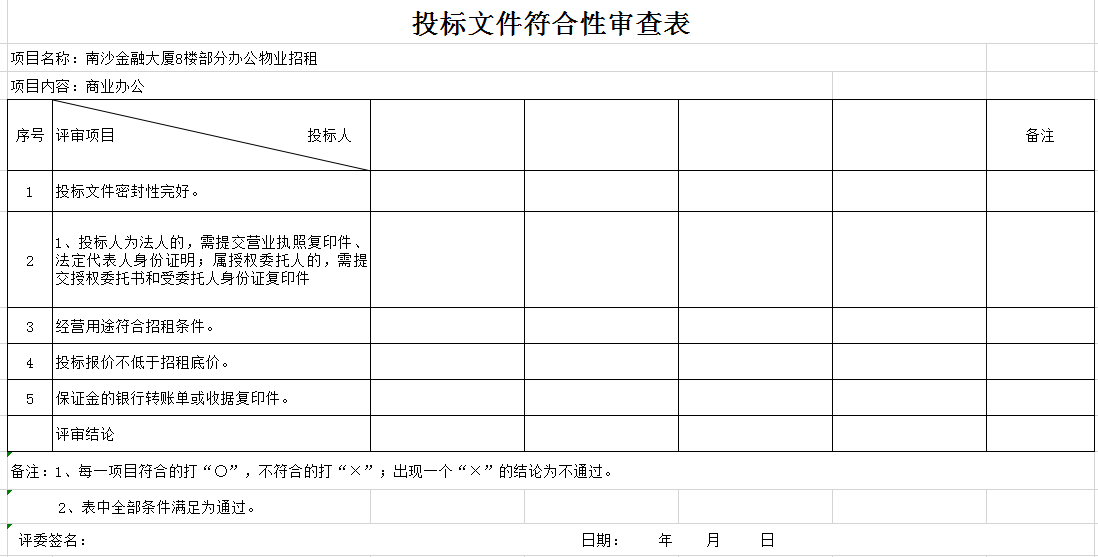 投标文件符合性审查表
项目名称：南沙金融大厦8楼部分办公物业招租
项目内容：商业办公
序号 评审项目 投标人 备注
1 投标文件密封性完好。
1、投标人为法人的，需提交营业执照复印件、
2 法定代表人身份证明；属授权委托人的，需提
交授权委托书和受委托人身份证复印件
3 经营用途符合招租条件。
4 投标报价不低于招租底价。
5 保证金的银行转账单或收据复印件。
评审结论
备注：1、每一项目符合的打“〇”，不符合的打“×”；出现一个“×”的结论为不通过。
2、表中全部条件满足为通过。
评委签名： 日期： 年 月 日